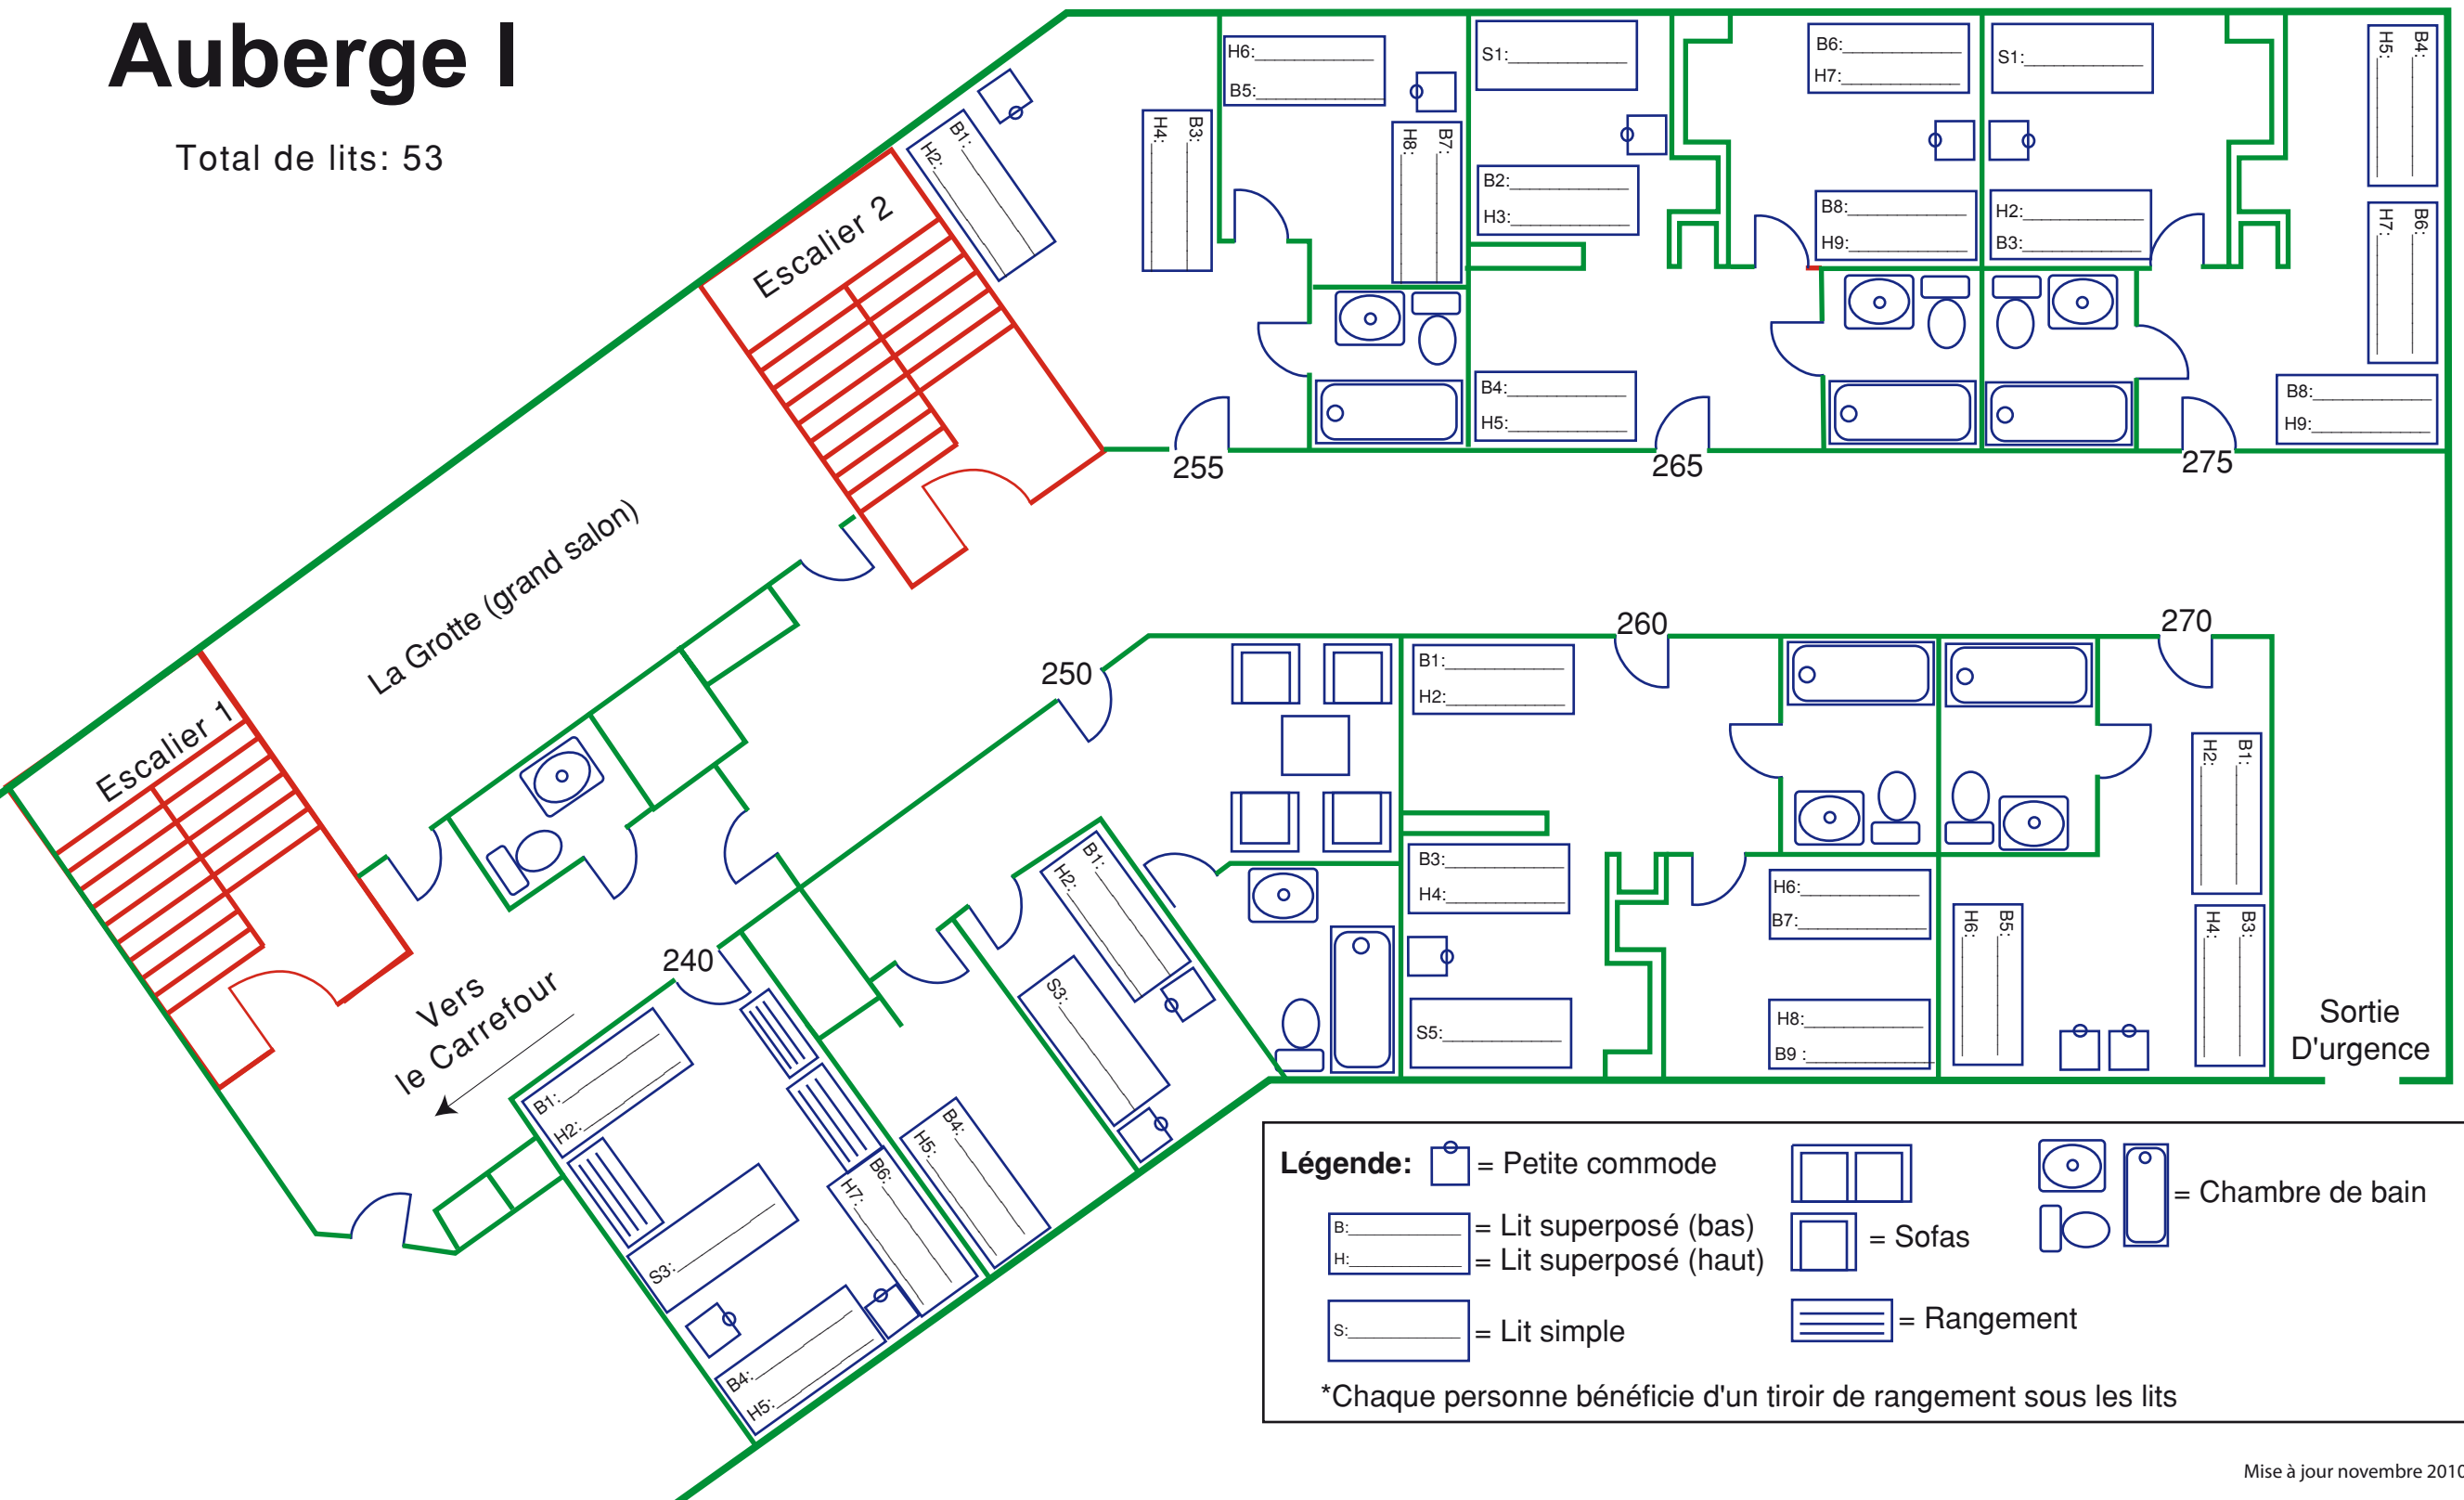 Auberge I
Total de lits: 53
Escalier 2
B1:
H2:
B3:
H4:
H6:
B5:
B7:
H8:
S1:
B2:
H3:
B4:
H5:
B6:
H7:
B8:
H9:
S1:
H2:
B3:
B4:
H5:
B6:
H7:
B8:
H9:
255
265
275
La Grotte (grand salon)
Escalier 1
Vers
le Carrefour
240
250
260
270
B1:
H2:
S3:
B4:
H5:
B6:
H7:
B1:
H2:
S3:
B4:
H5:
B1:
H2:
B3:
H4:
S5:
H6:
B7:
H8:
B9 :
B1:
H2:
B3:
H4:
B5:
H6:
Sortie
D'urgence
Légende:
= Petite commode
B:
= Lit superposé (bas)
H:
= Lit superposé (haut)
S:
= Lit simple
= Sofas
= Rangement
= Chambre de bain
*Chaque personne bénéficie d'un tiroir de rangement sous les lits
Mise à jour novembre 2010